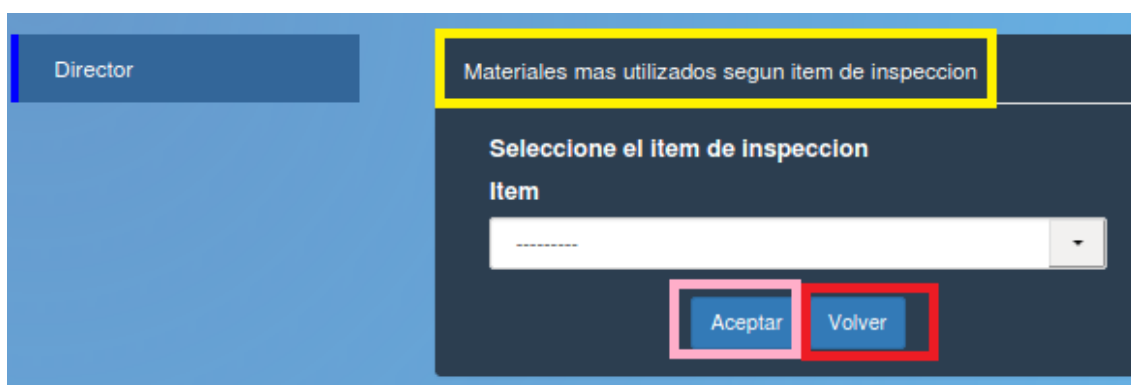 Director
Materiales mas utilizados segun item de inspeccion
Seleccione el item de inspeccion
Item
---------
Aceptar Volver